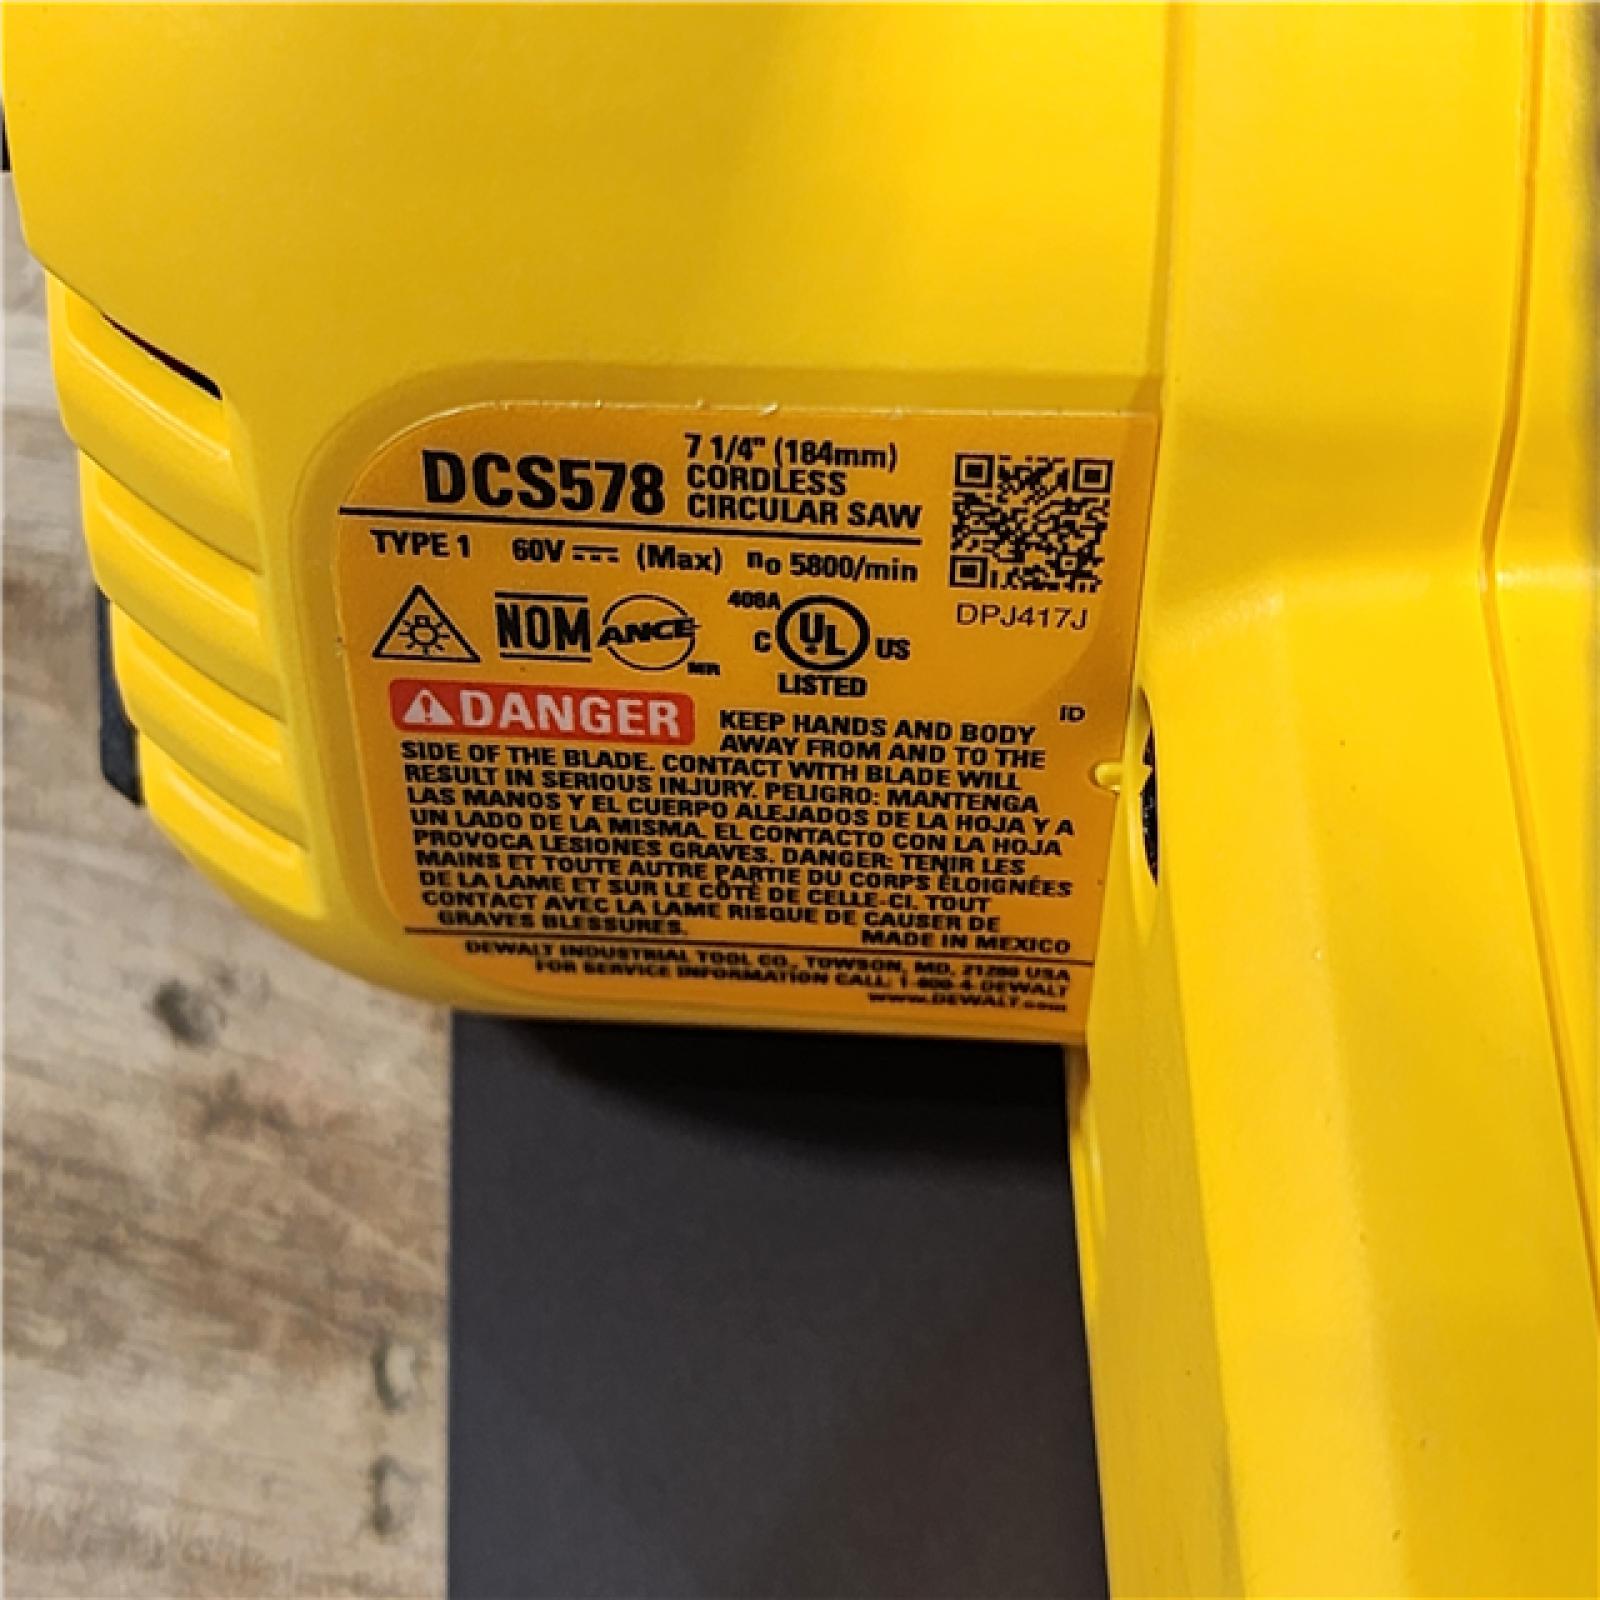 DCS578
7 1/4" (184mm)
CORDLESS
CIRCULAR SAW
TYPE 1 60V (Max) no 5800/min
DPJ417J
NOM ANCE MR
408A
C UL US
LISTED
ID
DANGER KEEP HANDS AND BODY
AWAY FROM AND TO THE
SIDE OF THE BLADE. CONTACT WITH BLADE WILL
RESULT IN SERIOUS INJURY. PELIGRO: MANTENGA
LAS MANOS Y EL CUERPO ALEJADOS DE LA HOJA Y A
UN LADO DE LA MISMA. EL CONTACTO CON LA HOJA
PROVOCA LESIONES GRAVES. DANGER: TENIR LES
MAINS ET TOUTE AUTRE PARTIE DU CORPS ÉLOIGNÉES
DE LA LAME ET SUR LE CÔTÉ DE CELLE-CI. TOUT
CONTACT AVEC LA LAME RISQUE DE CAUSER DE
GRAVES BLESSURES. MADE IN MEXICO
DEWALT INDUSTRIAL TOOL CO., TOWSON, MD. 21286 USA
FOR SERVICE INFORMATION CALL: 1-800-4-DEWALT
www.DEWALT.com